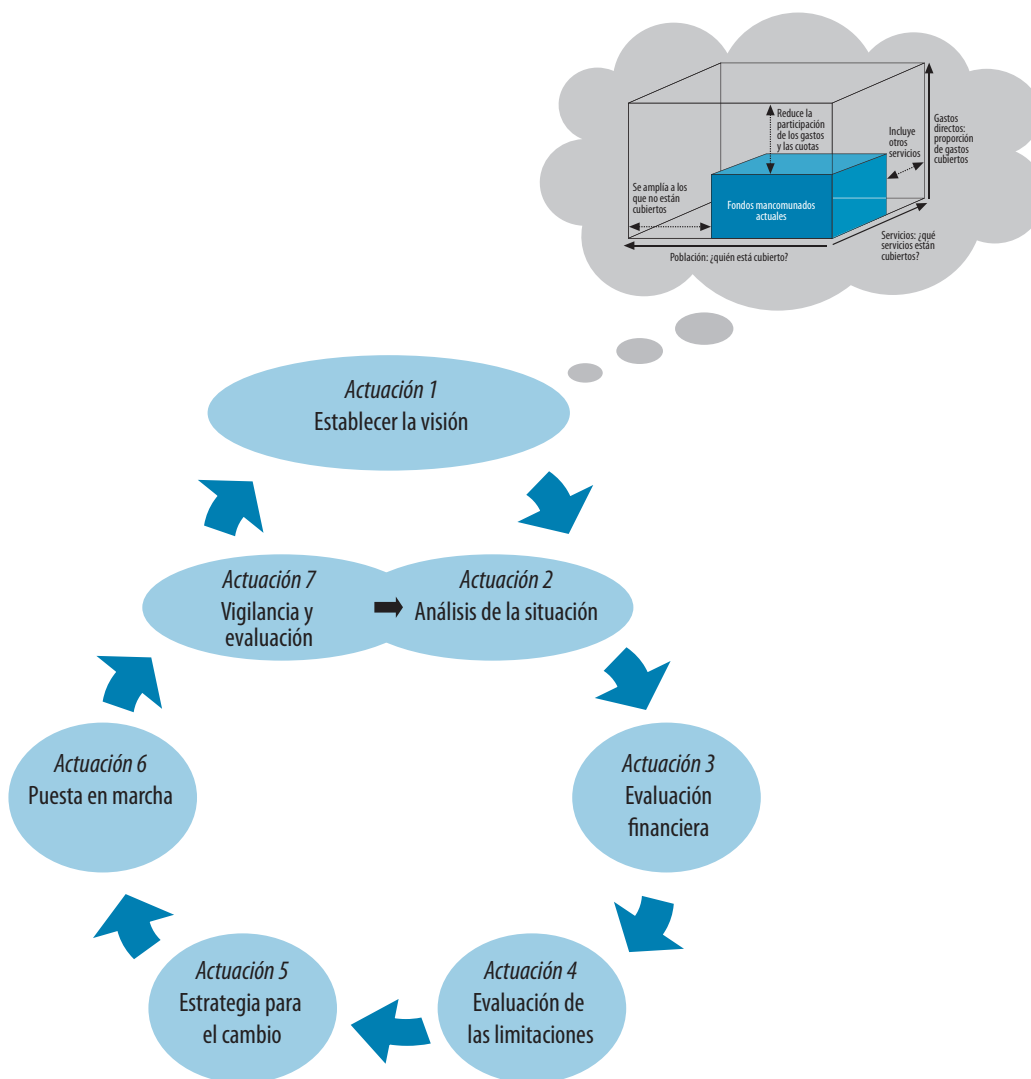 Reduce la
participación
de los gastos
y las cuotas
Incluye
otros
servicios
Gastos
directos:
proporción
de gastos
cubiertos
Se amplía a los
que no están
cubiertos
Fondos mancomunados
actuales
Servicios: ¿qué
servicios están
cubiertos?
Población: ¿quién está cubierto?
Actuación 1
Establecer la visión
Actuación 7
Vigilancia y
evaluación
Actuación 2
Análisis de la situación
Actuación 6
Puesta en marcha
Actuación 3
Evaluación
financiera
Actuación 5
Estrategia para
el cambio
Actuación 4
Evaluación de
las limitaciones